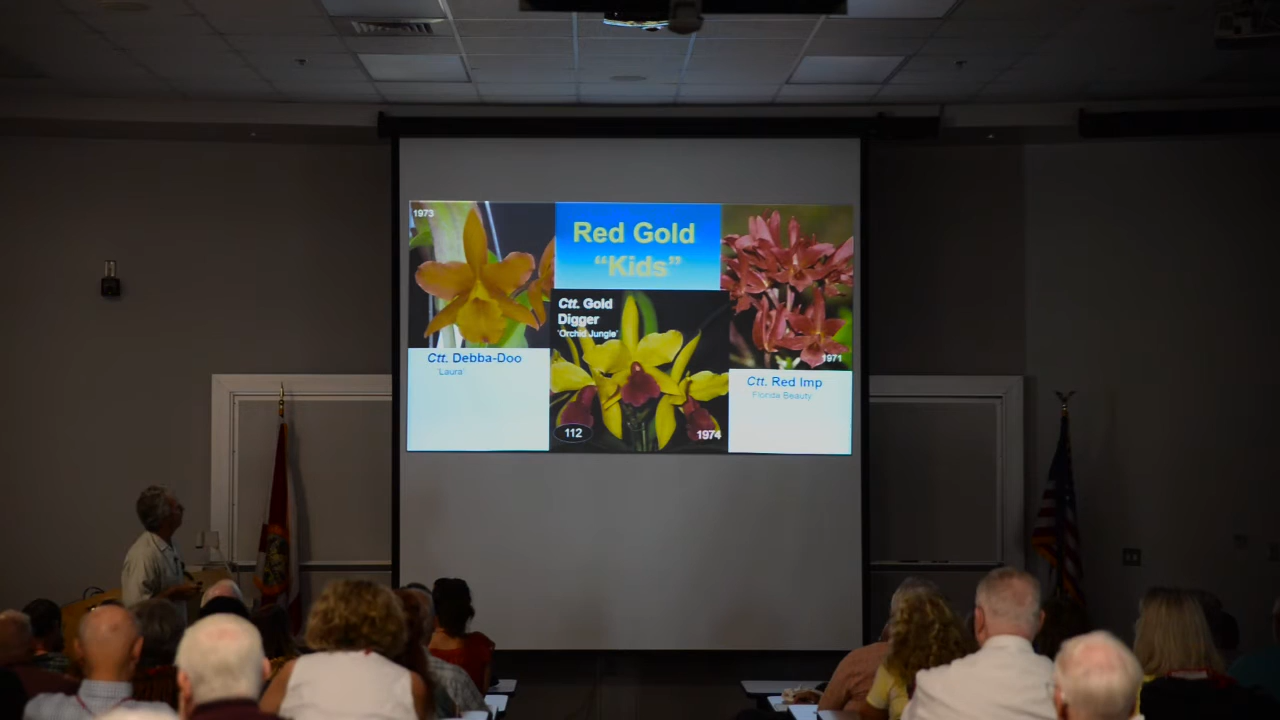 1973
Red Gold
“Kids”
Ctt. Gold
Digger
‘Orchid Jungle’
Ctt. Debba-Doo
‘Laura’
112
1974
1971
Ctt. Red Imp
Florida Beauty